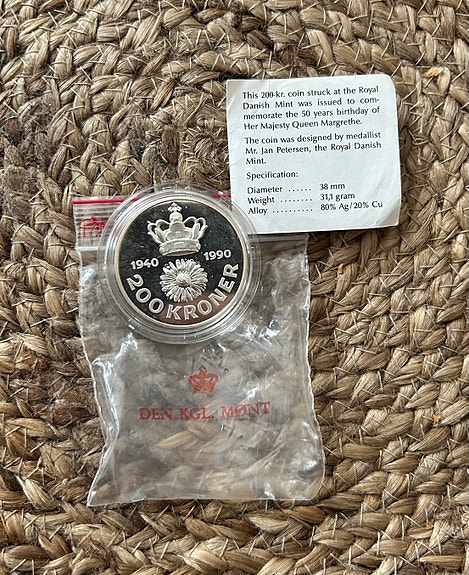 This 200-kr. coin struck at the Royal
Danish Mint was issued to com-
memorate the 50 years birthday of
Her Majesty Queen Margrethe.
The coin was designed by medallist
Mr. Jan Petersen, the Royal Danish
Mint.
Specification:
Diameter ...... 38 mm
Weight ........ 31,1 gram
Alloy .......... 80% Ag/20% Cu
1940 1990
200 KRONER
DEN KGL. MØNT